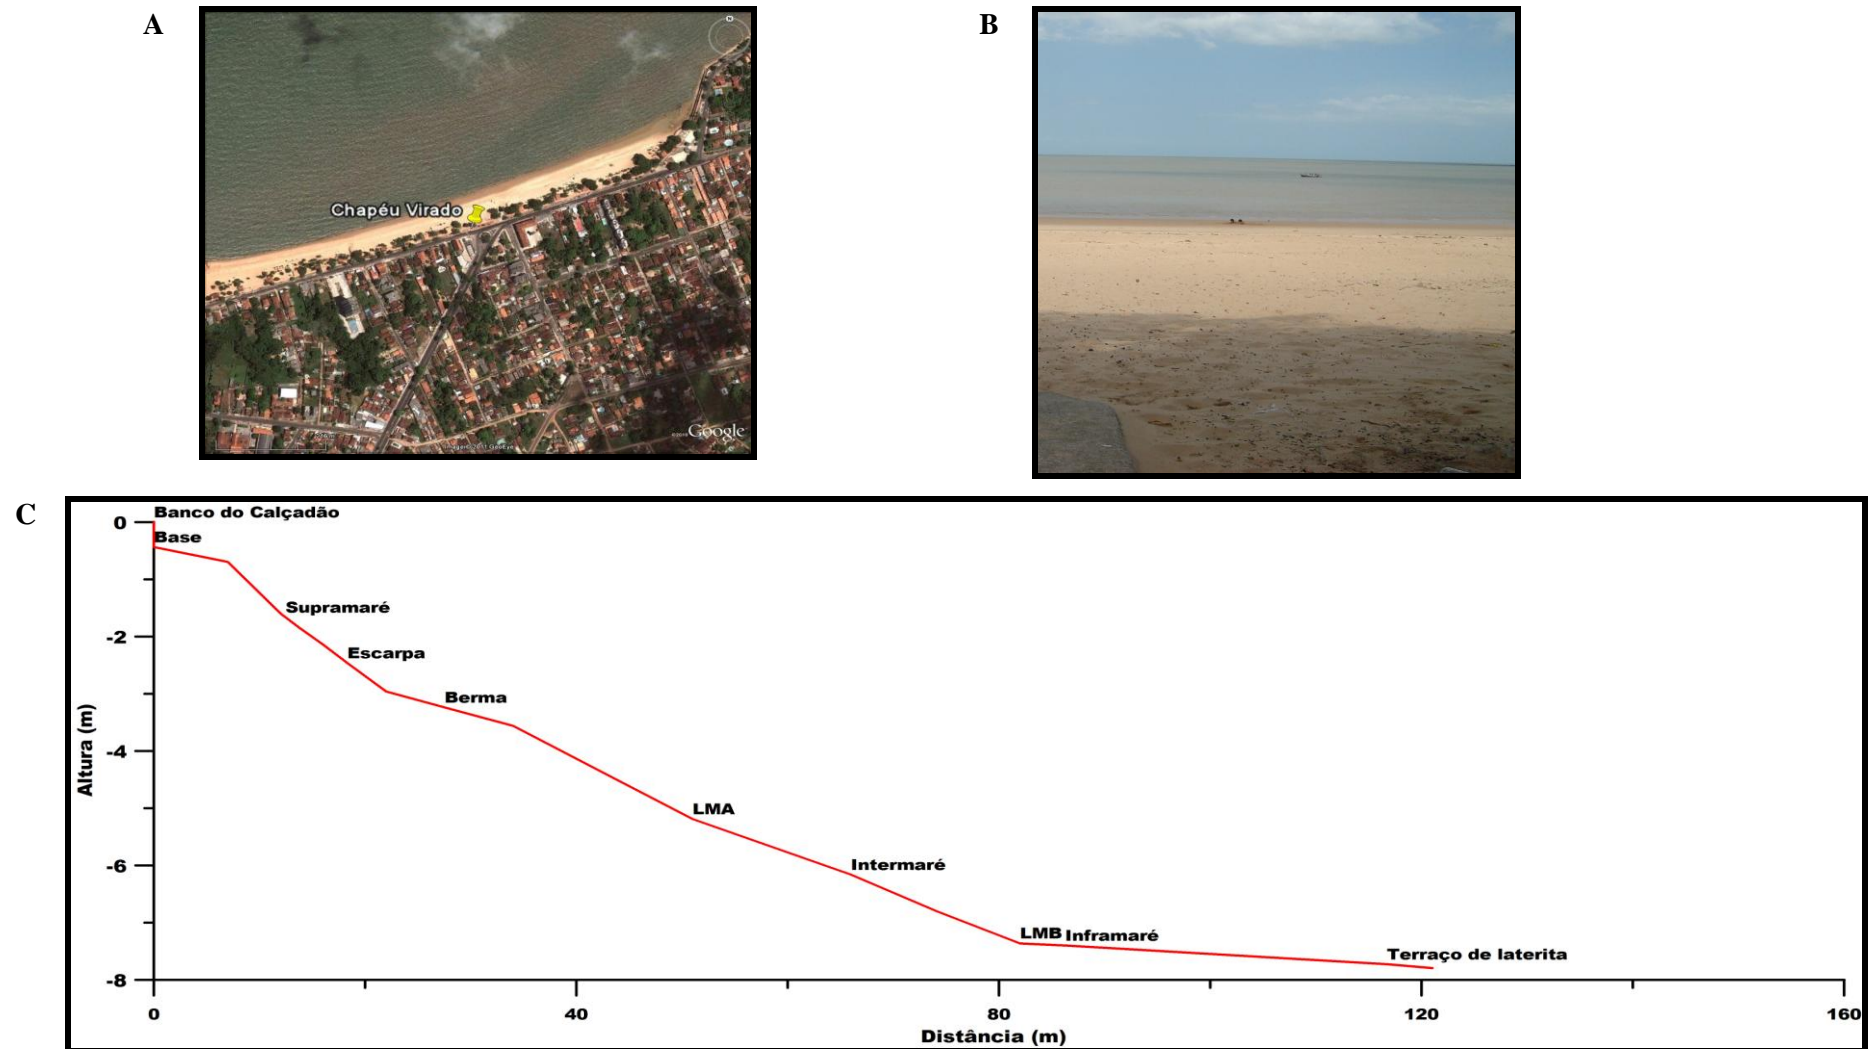 A
B
Chapéu Virado
Google
C
Banco do Calçadão
Base
Supramaré
Escarpa
Berma
LMA
Intermaré
LMB Inframaré
Terraço de laterita
Altura (m)
0
-2
-4
-6
-8
0 40 80 120 160
Distância (m)